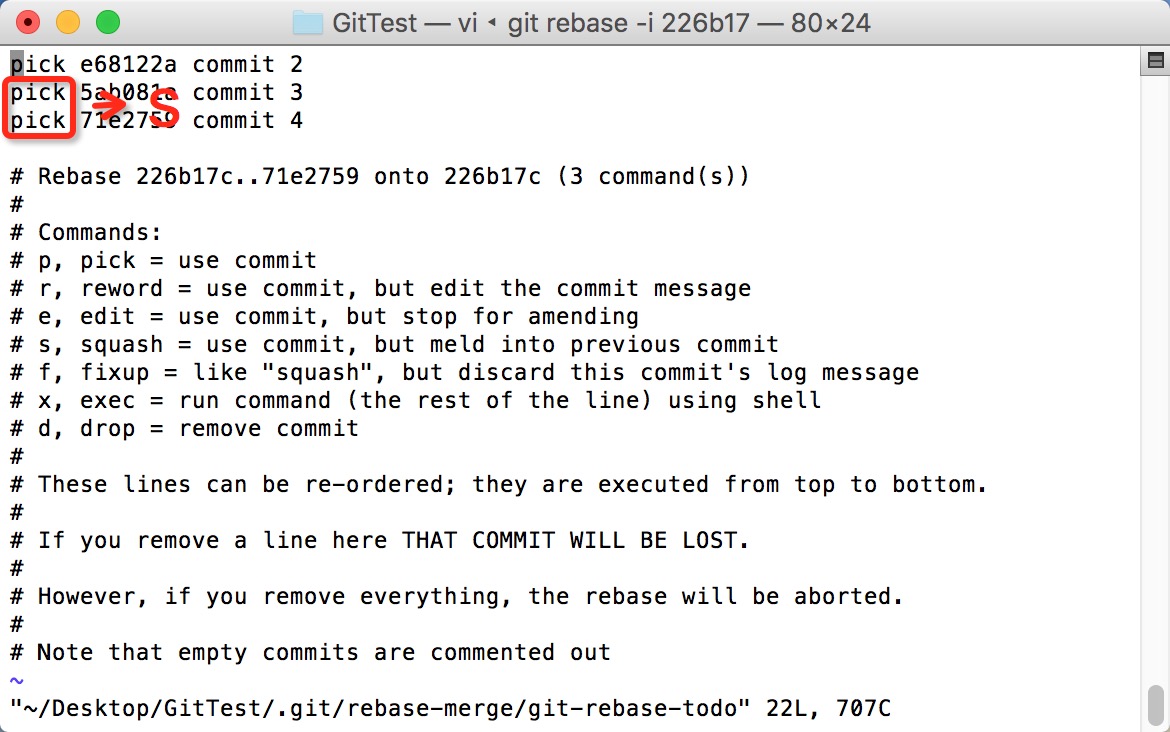 GitTest — vi ◂ git rebase -i 226b17 — 80×24
pick e68122a commit 2
pick 5ab081a commit 3
pick 71e2759 commit 4
S
# Rebase 226b17c..71e2759 onto 226b17c (3 command(s))
#
# Commands:
# p, pick = use commit
# r, reword = use commit, but edit the commit message
# e, edit = use commit, but stop for amending
# s, squash = use commit, but meld into previous commit
# f, fixup = like "squash", but discard this commit's log message
# x, exec = run command (the rest of the line) using shell
# d, drop = remove commit
#
# These lines can be re-ordered; they are executed from top to bottom.
#
# If you remove a line here THAT COMMIT WILL BE LOST.
#
# However, if you remove everything, the rebase will be aborted.
#
# Note that empty commits are commented out
~
"~/Desktop/GitTest/.git/rebase-merge/git-rebase-todo" 22L, 707C